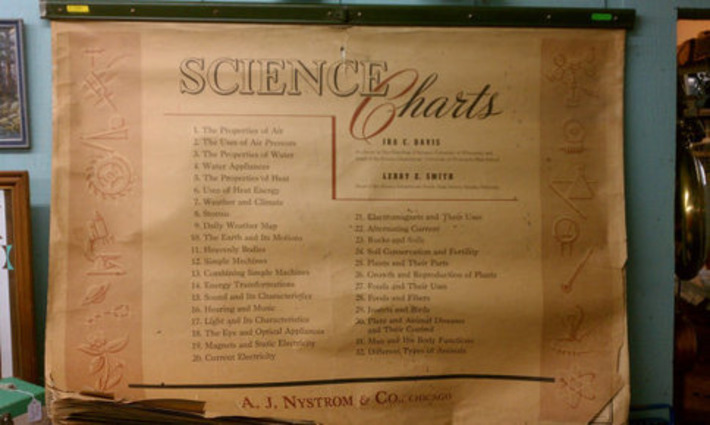 SCIENCE Charts
IRA C. DAVIS
LEROY E. SMITH
1. The Properties of Air
2. The Uses of Air Pressure
3. The Properties of Water
4. Water Appliances
5. The Properties of Heat
6. Uses of Heat Energy
7. Weather and Climate
8. Storms
9. Daily Weather Map
10. The Earth and Its Motions
11. Heavenly Bodies
12. Simple Machines
13. Combining Simple Machines
14. Energy Transformations
15. Sound and Its Characteristics
16. Hearing and Music
17. Light and Its Characteristics
18. The Eye and Optical Appliances
19. Magnets and Static Electricity
20. Current Electricity
21. Electromagnets and Their Uses
22. Alternating Current
23. Rocks and Soils
24. Soil Conservation and Fertility
25. Plants and Their Parts
26. Growth and Reproduction of Plants
27. Foods and Their Uses
28. Foods and Fibers
29. Insects and Birds
30. Plant and Animal Diseases
and Their Control
31. Man and His Body Functions
32. Different Types of Animals
A. J. NYSTROM & CO., CHICAGO